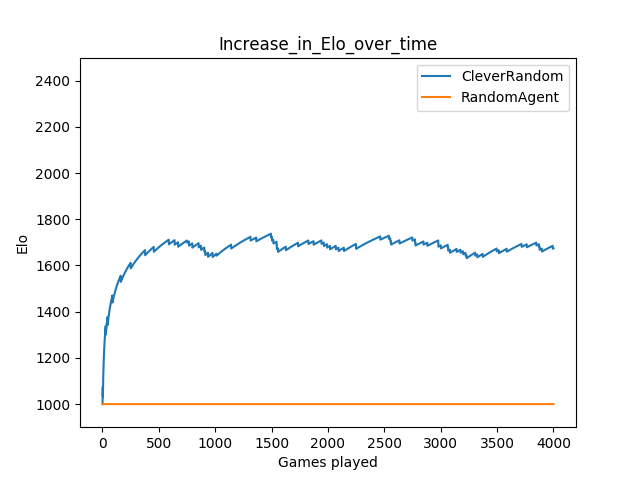 Increase_in_Elo_over_time
CleverRandom
RandomAgent
2400
2200
2000
1800
1600
1400
1200
1000
Elo
0 500 1000 1500 2000 2500 3000 3500 4000
Games played